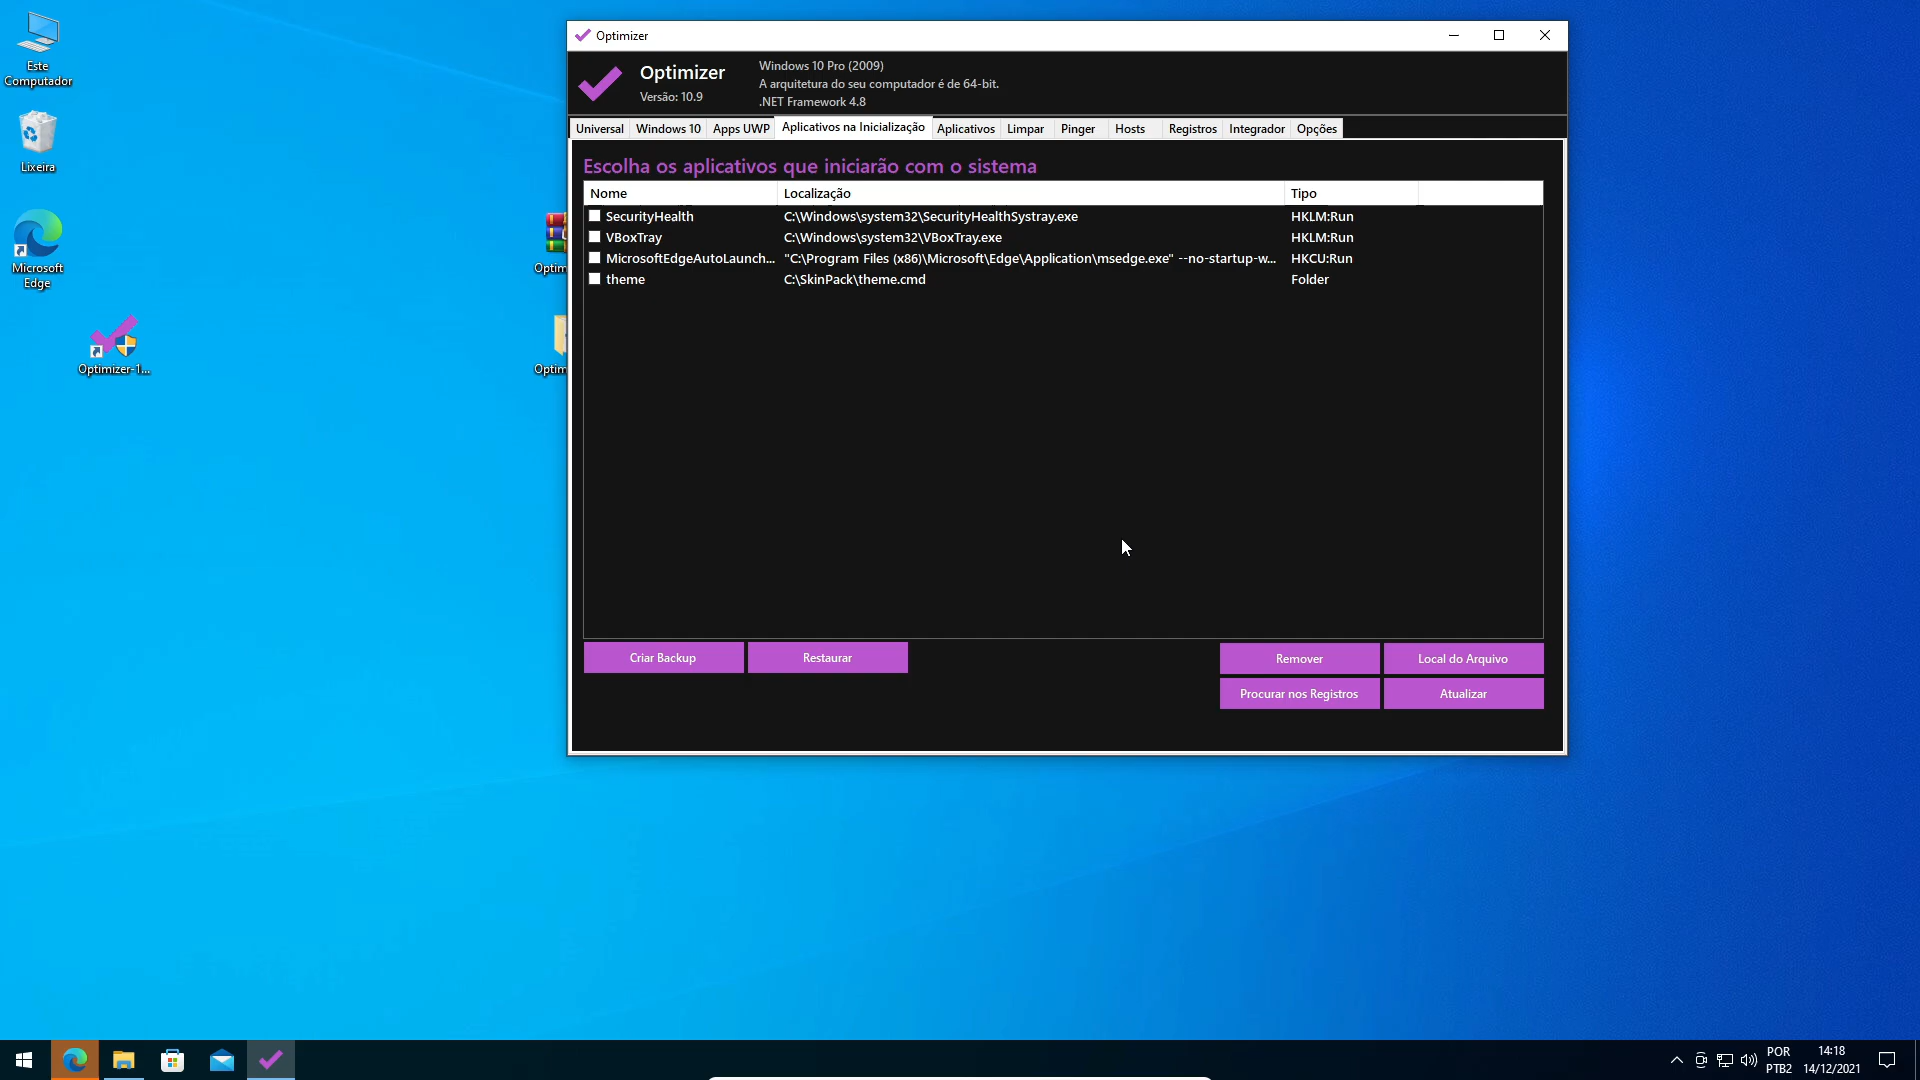 Este
Computador
Lixeira
Microsoft
Edge
Optimizer-1...
Optim
Optim
Optimizer
Optimizer
Versão: 10.9
Windows 10 Pro (2009)
A arquitetura do seu computador é de 64-bit.
.NET Framework 4.8
Universal Windows 10 Apps UWP Aplicativos na Inicialização Aplicativos Limpar Pinger Hosts Registros Integrador Opções
Escolha os aplicativos que iniciarão com o sistema
Nome Localização Tipo
SecurityHealth C:\Windows\system32\SecurityHealthSystray.exe HKLM:Run
VBoxTray C:\Windows\system32\VBoxTray.exe HKLM:Run
MicrosoftEdgeAutoLaunch... "C:\Program Files (x86)\Microsoft\Edge\Application\msedge.exe" --no-startup-w... HKCU:Run
theme C:\SkinPack\theme.cmd Folder
Criar Backup Restaurar Remover Local do Arquivo
Procurar nos Registros Atualizar
POR 14:18
PTB2 14/12/2021